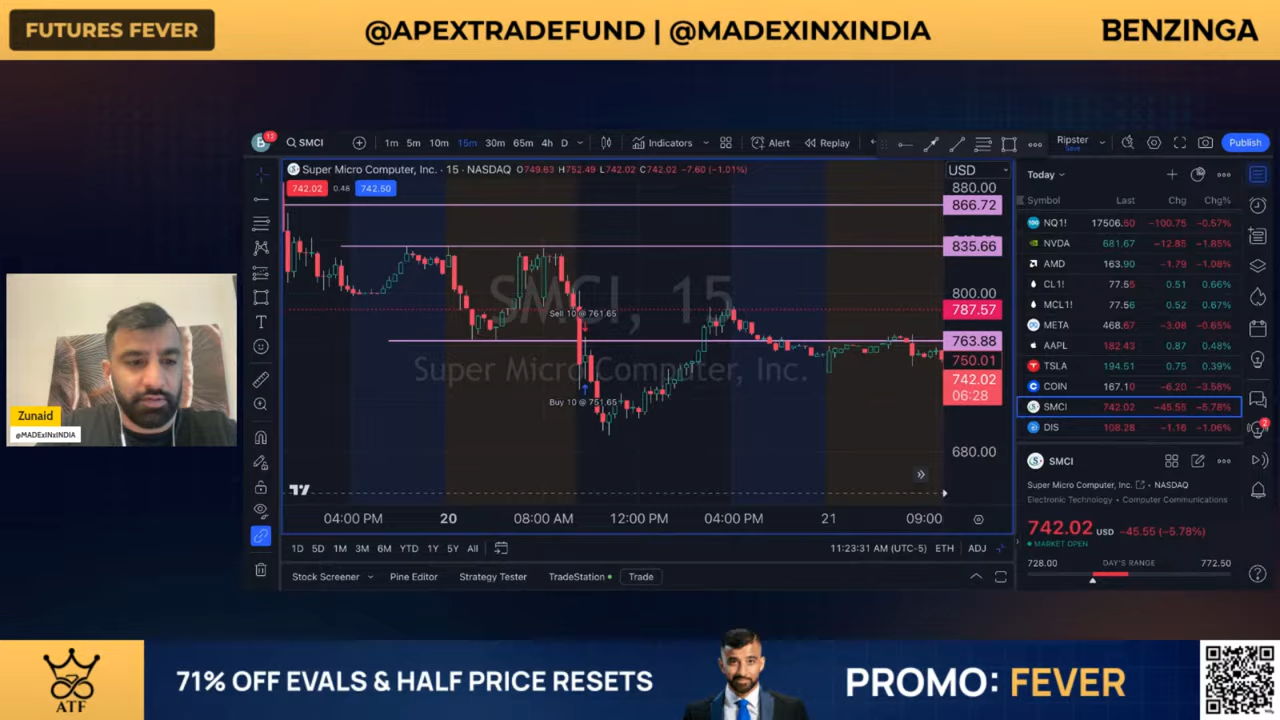 FUTURES FEVER
@APEXTRADEFUND | @MADEXINXINDIA
BENZINGA
11
SMCI
1m 5m 10m 15m 30m 65m 4h D
Indicators
Alert
Replay
Ripster
Save
Publish
Super Micro Computer, Inc. · 15 · NASDAQ O749.63 H752.49 L742.02 C742.02 −7.60 (−1.01%)
742.02 0.48 742.50
USD
880.00
866.72
835.66
800.00
787.57
763.88
750.01
742.02
06:28
680.00
SMCI, 15
Super Micro Computer, Inc.
Sell 10 @ 761.65
Buy 10 @ 751.65
04:00 PM 20 08:00 AM 12:00 PM 04:00 PM 21 09:00
1D 5D 1M 3M 6M YTD 1Y 5Y All
11:23:31 AM (UTC-5) ETH ADJ
Stock Screener Pine Editor Strategy Tester TradeStation Trade
Today
Symbol Last Chg Chg%
NQ1! 17506.50 −100.75 −0.57%
NVDA 681.67 −12.85 −1.85%
AMD 163.90 −1.79 −1.08%
CL1! 77.55 0.51 0.66%
MCL1! 77.56 0.52 0.67%
META 468.67 −3.08 −0.65%
AAPL 182.43 0.87 0.48%
TSLA 194.51 0.75 0.39%
COIN 167.10 −6.20 −3.58%
SMCI 742.02 −45.55 −5.78%
DIS 108.28 −1.16 −1.06%
2
SMCI
Super Micro Computer, Inc. NASDAQ
Electronic Technology • Computer Communications
742.02 USD −45.55 (−5.78%)
MARKET OPEN
728.00 DAY'S RANGE 772.50
Zunaid
@MADExINxINDIA
ATF
71% OFF EVALS & HALF PRICE RESETS
PROMO: FEVER